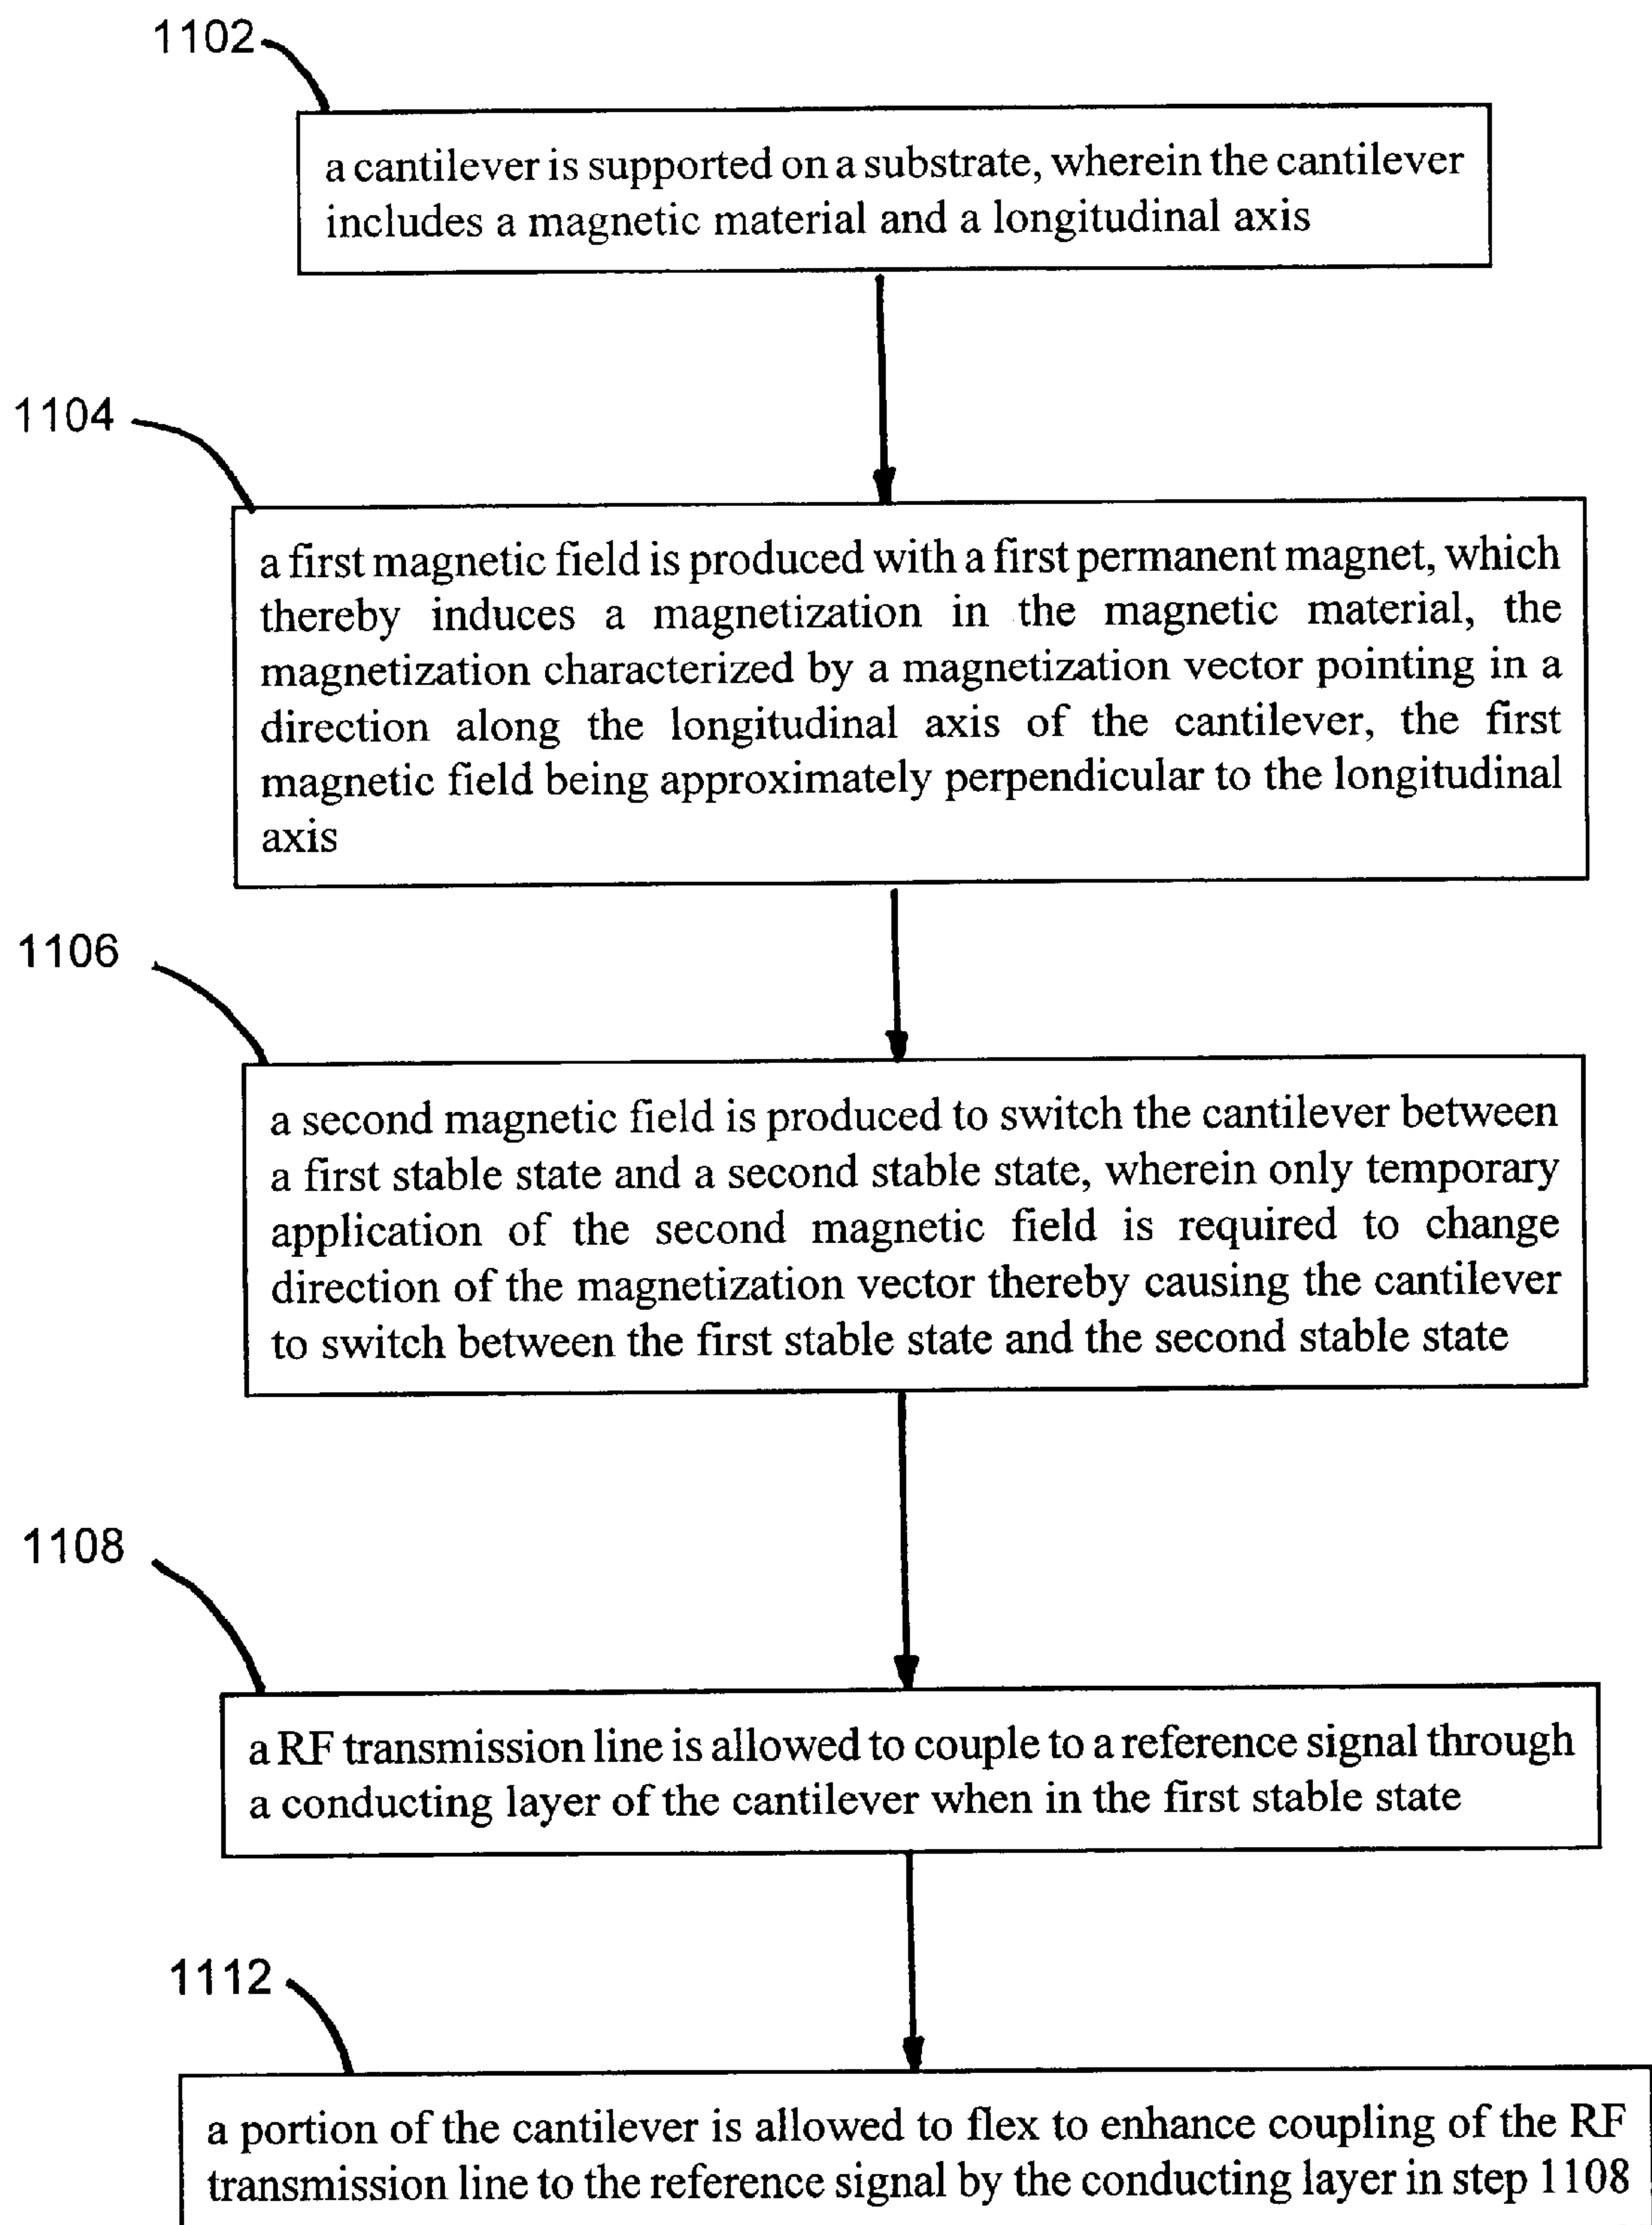 1102
a cantilever is supported on a substrate, wherein the cantilever
includes a magnetic material and a longitudinal axis
1104
a first magnetic field is produced with a first permanent magnet, which
thereby induces a magnetization in the magnetic material, the
magnetization characterized by a magnetization vector pointing in a
direction along the longitudinal axis of the cantilever, the first
magnetic field being approximately perpendicular to the longitudinal
axis
1106
a second magnetic field is produced to switch the cantilever between
a first stable state and a second stable state, wherein only temporary
application of the second magnetic field is required to change
direction of the magnetization vector thereby causing the cantilever
to switch between the first stable state and the second stable state
1108
a RF transmission line is allowed to couple to a reference signal through
a conducting layer of the cantilever when in the first stable state
1112
a portion of the cantilever is allowed to flex to enhance coupling of the RF
transmission line to the reference signal by the conducting layer in step 1108